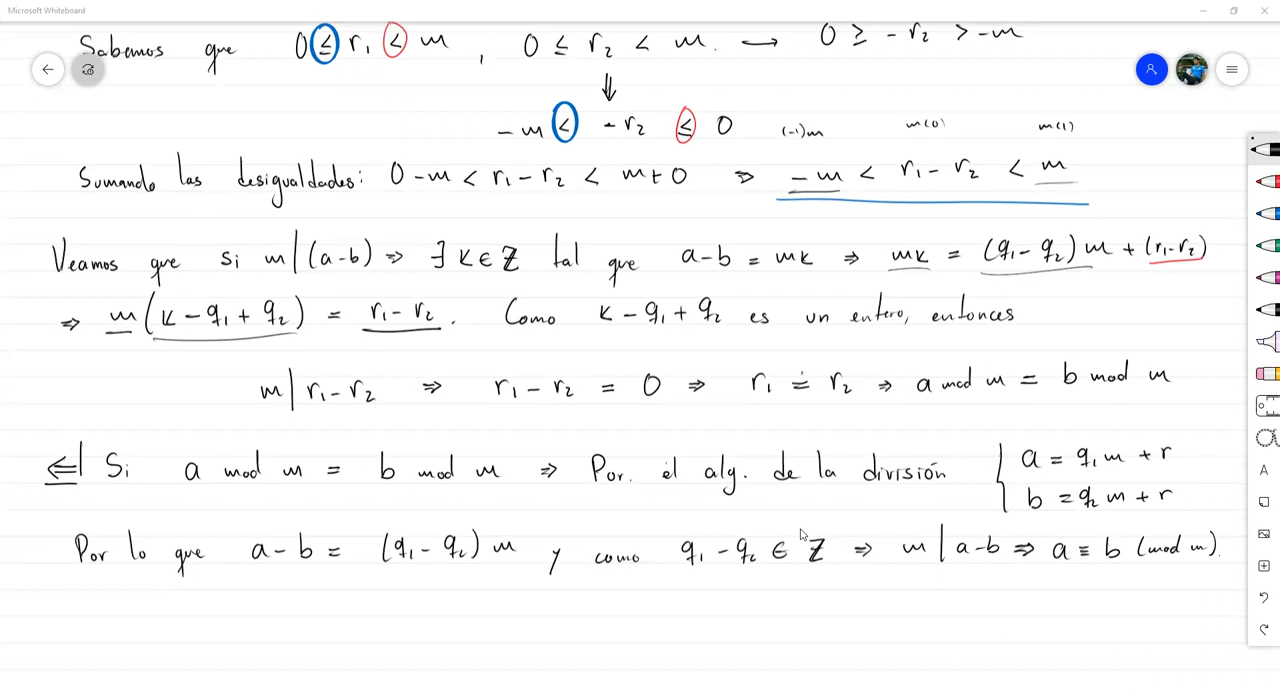 Microsoft Whiteboard
Sabemos que 0 ≤ r₁ < m , 0 ≤ r₂ < m. → 0 ≥ -r₂ > -m
⇓
-m < -r₂ ≤ 0 (-1)m m(0) m(1)
Sumando las desigualdades: 0-m < r₁-r₂ < m+0 ⇒ -m < r₁-r₂ < m
Veamos que si m|(a-b) ⇒ ∃ K∈ℤ tal que a-b = mK ⇒ mK = (q₁-q₂)m + (r₁-r₂)
⇒ m(K-q₁+q₂) = r₁-r₂. Como K-q₁+q₂ es un entero, entonces
m|r₁-r₂ ⇒ r₁-r₂ = 0 ⇒ r₁ = r₂ ⇒ a mod m = b mod m
⇐| Si a mod m = b mod m ⇒ Por el alg. de la división { a = q₁m + r
b = q₂m + r
Por lo que a-b = (q₁-q₂)m y como q₁-q₂ ∈ ℤ ⇒ m|a-b ⇒ a ≡ b (mod m).
A